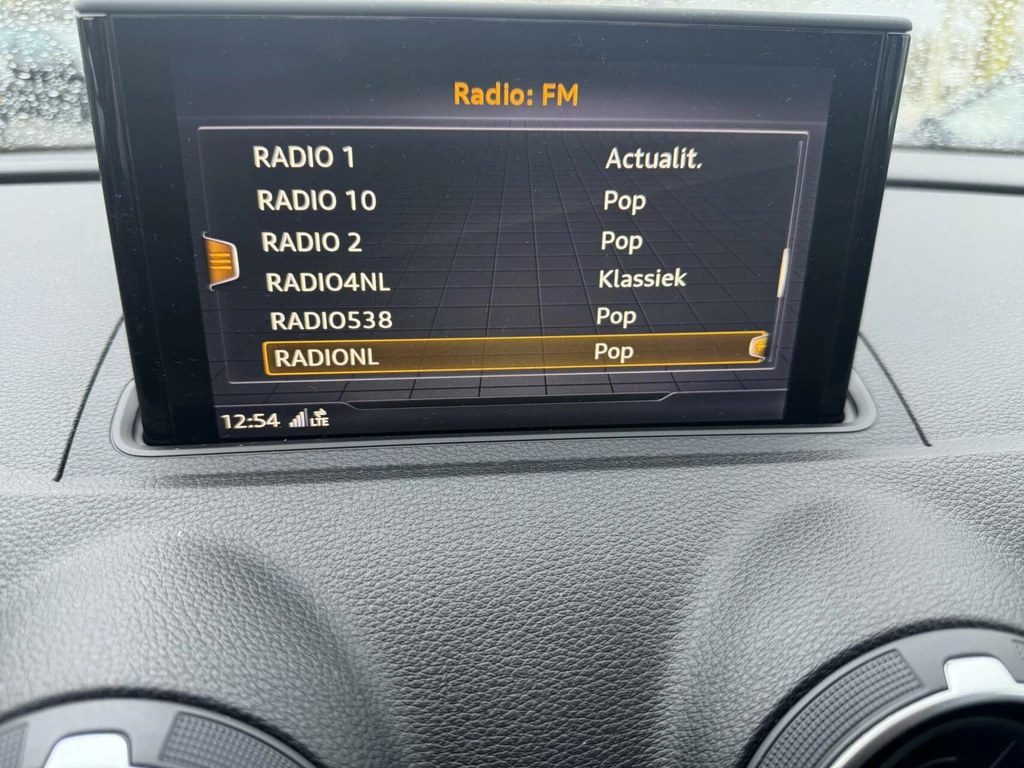 Radio: FM
RADIO 1 Actualit.
RADIO 10 Pop
RADIO 2 Pop
RADIO4NL Klassiek
RADIO538 Pop
RADIONL Pop
12:54 LTE